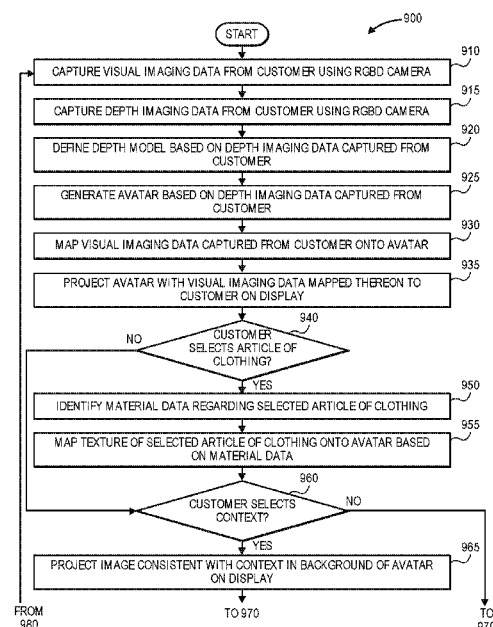 900
START
910
CAPTURE VISUAL IMAGING DATA FROM CUSTOMER USING RGBD CAMERA
915
CAPTURE DEPTH IMAGING DATA FROM CUSTOMER USING RGBD CAMERA
920
DEFINE DEPTH MODEL BASED ON DEPTH IMAGING DATA CAPTURED FROM
CUSTOMER
925
GENERATE AVATAR BASED ON DEPTH IMAGING DATA CAPTURED FROM
CUSTOMER
930
MAP VISUAL IMAGING DATA CAPTURED FROM CUSTOMER ONTO AVATAR
935
PROJECT AVATAR WITH VISUAL IMAGING DATA MAPPED THEREON TO
CUSTOMER ON DISPLAY
940
NO
CUSTOMER
SELECTS ARTICLE OF
CLOTHING?
YES
950
IDENTIFY MATERIAL DATA REGARDING SELECTED ARTICLE OF CLOTHING
955
MAP TEXTURE OF SELECTED ARTICLE OF CLOTHING ONTO AVATAR BASED
ON MATERIAL DATA
960
CUSTOMER SELECTS
CONTEXT?
NO
YES
965
PROJECT IMAGE CONSISTENT WITH CONTEXT IN BACKGROUND OF AVATAR
ON DISPLAY
FROM
980
TO 970
TO
970